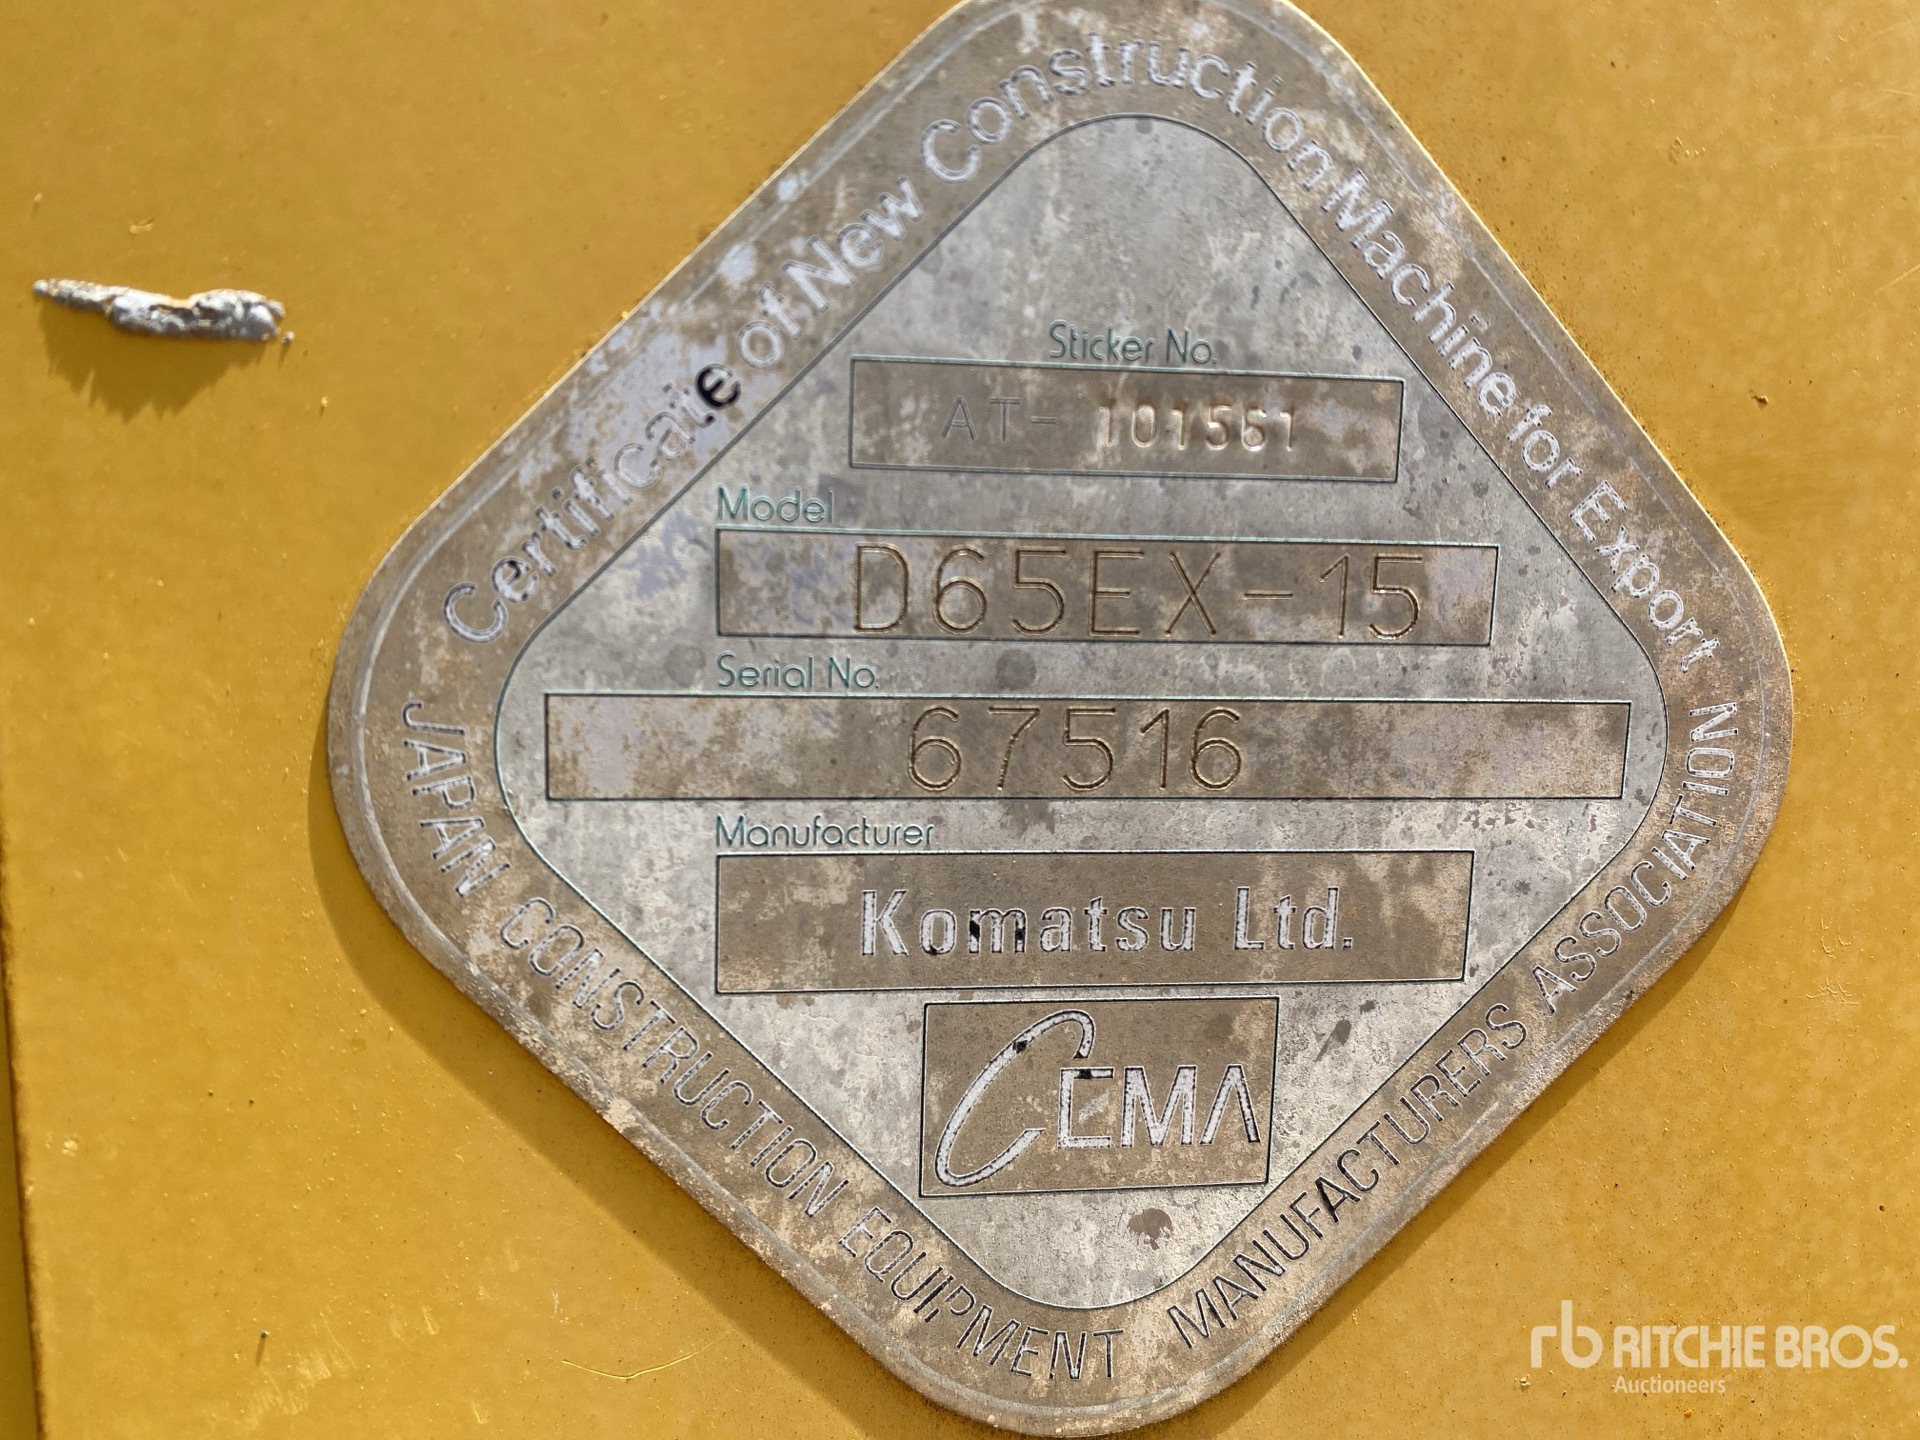 Certificate of New Construction Machine for Export
Sticker No.
AT- 101561
Model
D65EX-15
Serial No.
67516
Manufacturer
Komatsu Ltd.
CEMA
JAPAN CONSTRUCTION EQUIPMENT MANUFACTURERS ASSOCIATION
rb RITCHIE BROS.
Auctioneers